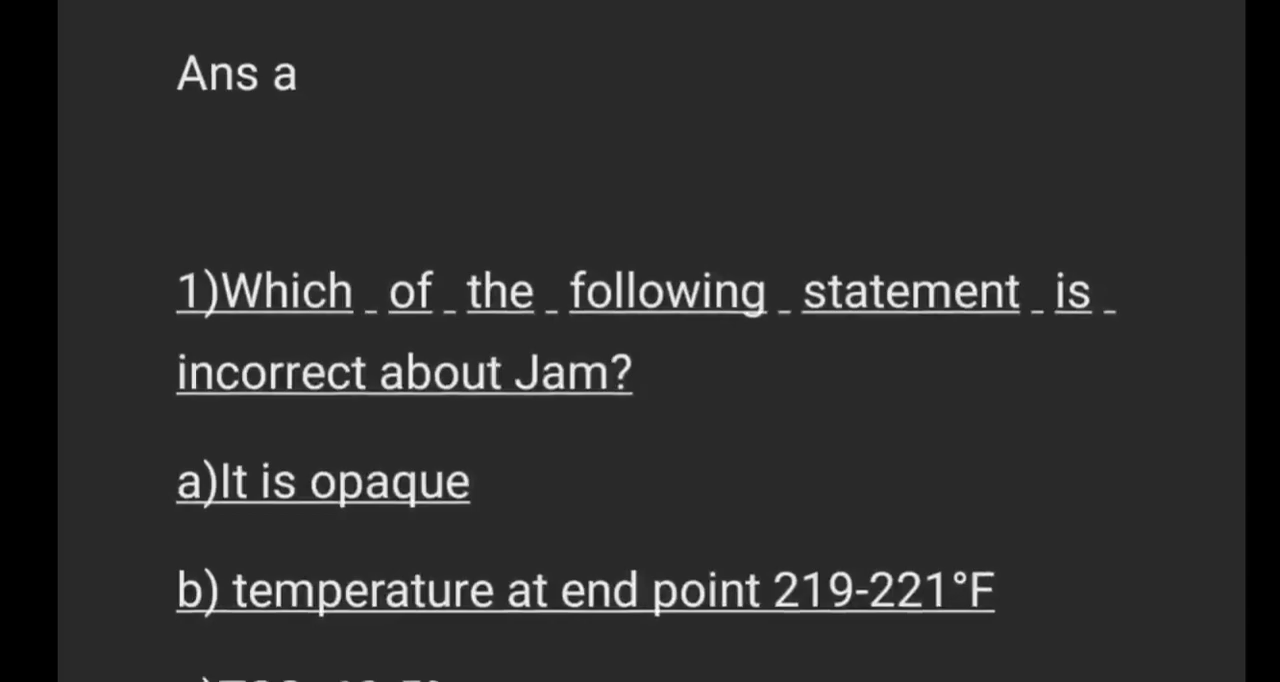 Ans a
1)Which of the following statement is
incorrect about Jam?
a)It is opaque
b) temperature at end point 219-221°F